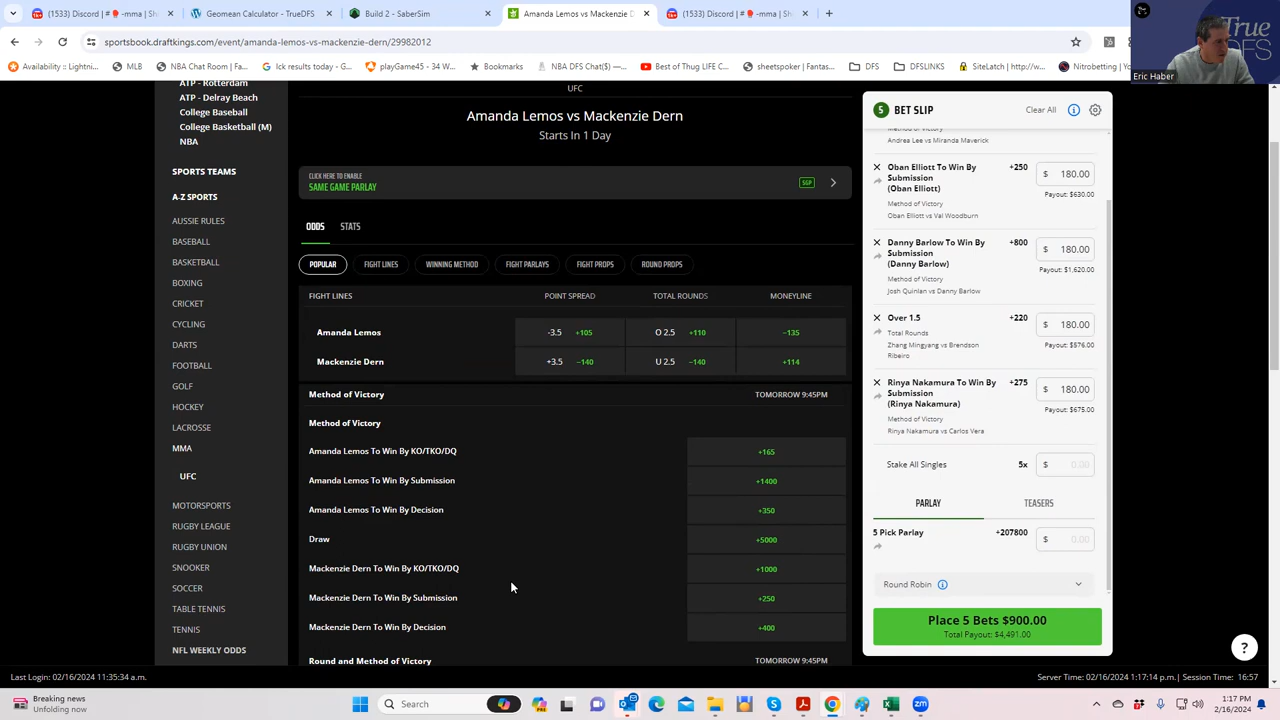 (1533) Discord | # -mma | Sh
Geomean Calculator - TrueDFS
Build 2 - SaberSim
Amanda Lemos vs Mackenzie D
(1533) Discord | # -mma | Sh
sportsbook.draftkings.com/event/amanda-lemos-vs-mackenzie-dern/29982012
Availability :: Lightni...
MLB
NBA Chat Room | Fa...
Ick results today - G...
playGame45 - 34 W...
Bookmarks
NBA DFS Chat($) —...
Best of Thug LIFE C...
sheetspoker | Fanta...
DFS
DFSLINKS
SiteLatch | http://w...
Nitrobetting | You
True
DFS
Eric Haber
ATP - Rotterdam
ATP - Delray Beach
College Basketball (M)
NBA
SPORTS TEAMS
A-Z SPORTS
AUSSIE RULES
BASEBALL
BASKETBALL
BOXING
CRICKET
CYCLING
DARTS
FOOTBALL
GOLF
HOCKEY
LACROSSE
MMA
UFC
MOTORSPORTS
RUGBY LEAGUE
RUGBY UNION
SNOOKER
SOCCER
TABLE TENNIS
TENNIS
NFL WEEKLY ODDS
UFC
Amanda Lemos vs Mackenzie Dern
Starts In 1 Day
CLICK HERE TO ENABLE
SAME GAME PARLAY
SGP
ODDS STATS
POPULAR FIGHT LINES WINNING METHOD FIGHT PARLAYS FIGHT PROPS ROUND PROPS
FIGHT LINES POINT SPREAD TOTAL ROUNDS MONEYLINE
Amanda Lemos -3.5 +105 O 2.5 +110 −135
Mackenzie Dern +3.5 −140 U 2.5 −140 +114
Method of Victory TOMORROW 9:45PM
Method of Victory
Amanda Lemos To Win By KO/TKO/DQ +165
Amanda Lemos To Win By Submission +1400
Amanda Lemos To Win By Decision +350
Draw +5000
Mackenzie Dern To Win By KO/TKO/DQ +1000
Mackenzie Dern To Win By Submission +250
Mackenzie Dern To Win By Decision +400
Round and Method of Victory TOMORROW 9:45PM
5 BET SLIP Clear All
Method of Victory
Andrea Lee vs Miranda Maverick
Oban Elliott To Win By +250 $ 180.00
Submission
(Oban Elliott) Payout: $630.00
Method of Victory
Oban Elliott vs Val Woodburn
Danny Barlow To Win By +800 $ 180.00
Submission
(Danny Barlow) Payout: $1,620.00
Method of Victory
Josh Quinlan vs Danny Barlow
Over 1.5 +220 $ 180.00
Total Rounds
Zhang Mingyang vs Brendson Payout: $576.00
Ribeiro
Rinya Nakamura To Win By +275 $ 180.00
Submission
(Rinya Nakamura) Payout: $675.00
Method of Victory
Rinya Nakamura vs Carlos Vera
Stake All Singles 5x $ 0.00
PARLAY TEASERS
5 Pick Parlay +207800 $ 0.00
Round Robin
Place 5 Bets $900.00
Total Payout: $4,491.00
?
Last Login: 02/16/2024 11:35:34 a.m.
Server Time: 02/16/2024 1:17:14 p.m.| Session Time: 16:57
Breaking news
Unfolding now
Search
1:17 PM
2/16/2024